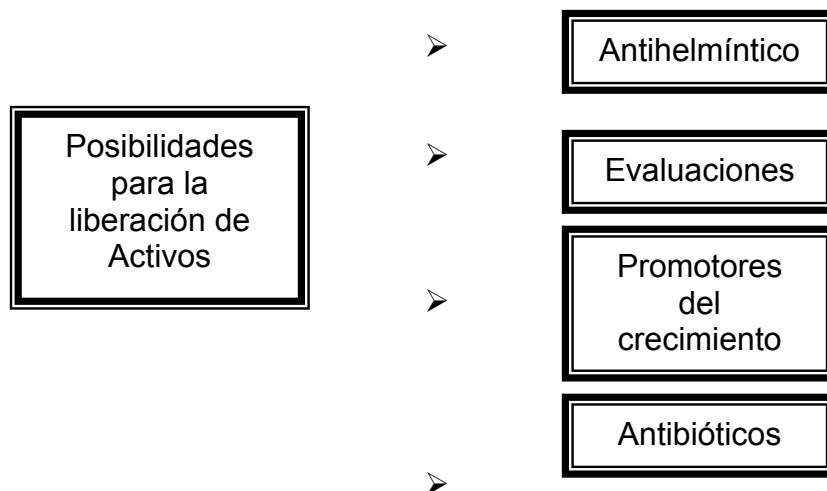 Posibilidades
para la
liberación de
Activos
➢
Antihelmíntico
➢
Evaluaciones
➢
Promotores
del
crecimiento
Antibióticos
➢